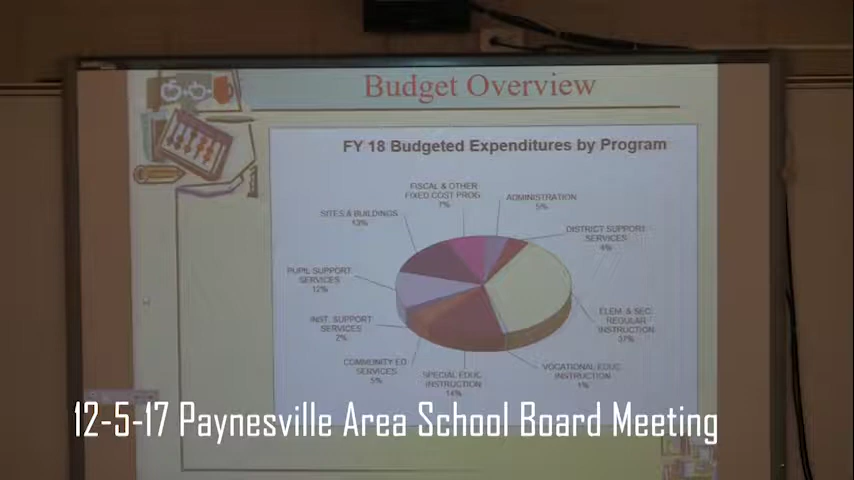 Budget Overview
FY 18 Budgeted Expenditures by Program
FISCAL & OTHER
FIXED COST PROG.
7%
ADMINISTRATION
5%
SITES & BUILDINGS
13%
DISTRICT SUPPORT
SERVICES
4%
PUPIL SUPPORT
SERVICES
12%
ELEM. & SEC.
REGULAR
INSTRUCTION
37%
INST. SUPPORT
SERVICES
2%
COMMUNITY ED.
SERVICES
5%
SPECIAL EDUC.
INSTRUCTION
14%
VOCATIONAL EDUC.
INSTRUCTION
1%
12-5-17 Paynesville Area School Board Meeting